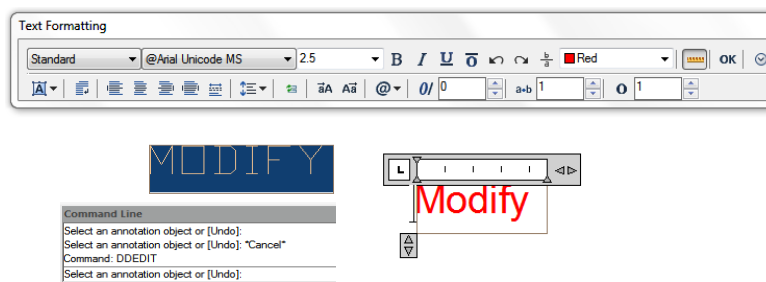 Text Formatting
Standard @Arial Unicode MS 2.5 B I U O b/a Red OK
A āA Aā @ 0/ 0 a•b 1 O 1
MODIFY
L
Modify
Command Line
Select an annotation object or [Undo]:
Select an annotation object or [Undo]: *Cancel*
Command: DDEDIT
Select an annotation object or [Undo]: